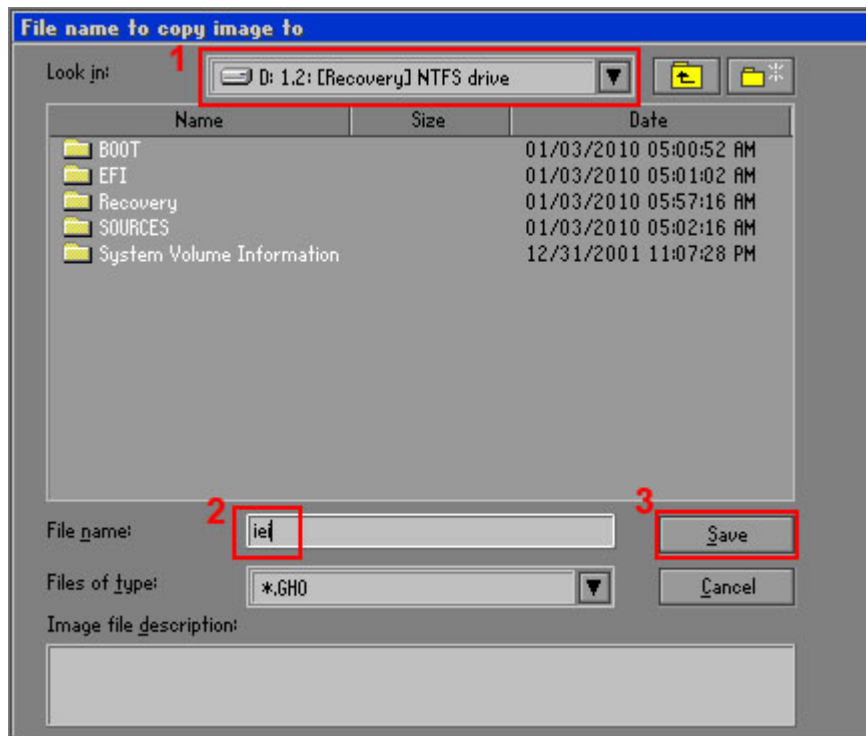 File name to copy image to
Look in: 1 D: 1.2: [Recovery] NTFS drive
Name Size Date
BOOT 01/03/2010 05:00:52 AM
EFI 01/03/2010 05:01:02 AM
Recovery 01/03/2010 05:57:16 AM
SOURCES 01/03/2010 05:02:16 AM
System Volume Information 12/31/2001 11:07:28 PM
File name: 2 iei 3 Save
Files of type: *.GHO Cancel
Image file description: